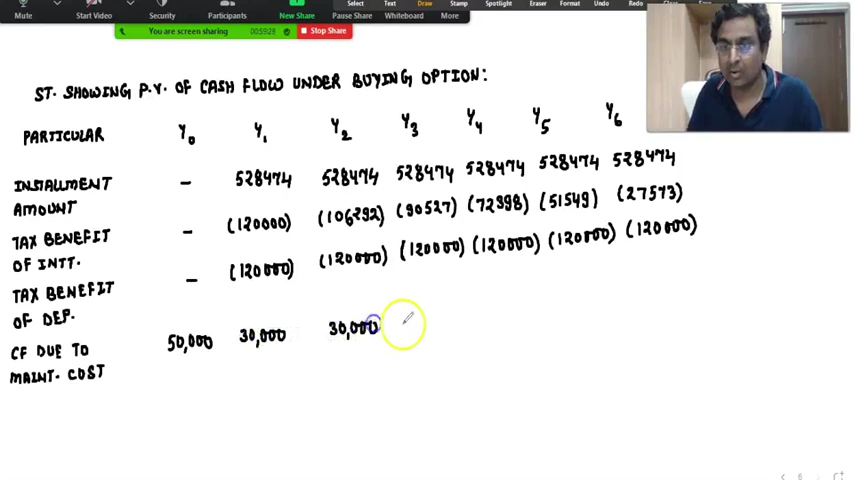 Mute
Start Video
Security
Participants
New Share
Pause Share
Select
Text
Draw
Stamp
Spotlight
Eraser
Format
Whiteboard
More
You are screen sharing
00:59:28
Stop Share
ST. SHOWING P.V. OF CASH FLOW UNDER BUYING OPTION:
PARTICULAR Y0 Y1 Y2 Y3 Y4 Y5 Y6
INSTALLMENT AMOUNT - 528474 528474 528474 528474 528474 528474
TAX BENEFIT OF INTT. - (120000) (106292) (90527) (72398) (51549) (27573)
TAX BENEFIT OF DEP. - (120000) (120000) (120000) (120000) (120000) (120000)
CF DUE TO MAINT. COST 50,000 30,000 30,000
6